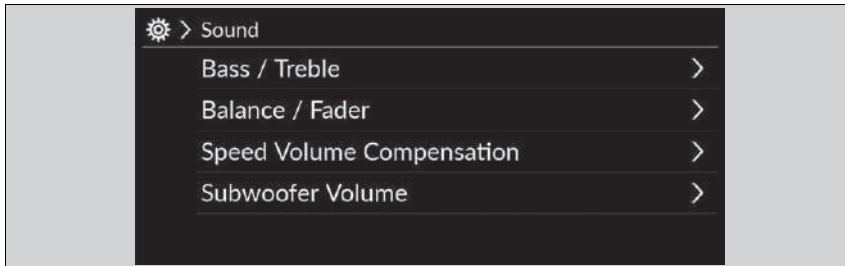 > Sound
Bass / Treble >
Balance / Fader >
Speed Volume Compensation >
Subwoofer Volume >